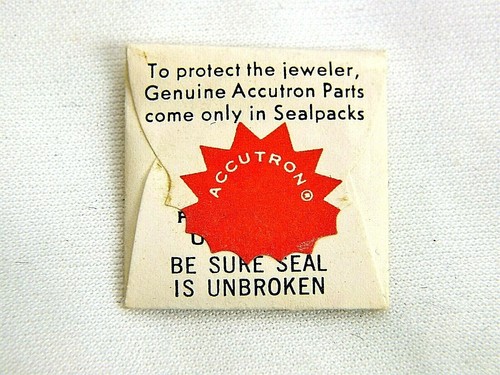 To protect the jeweler,
Genuine Accutron Parts
come only in Sealpacks
ACCUTRON®
BE SURE SEAL
IS UNBROKEN